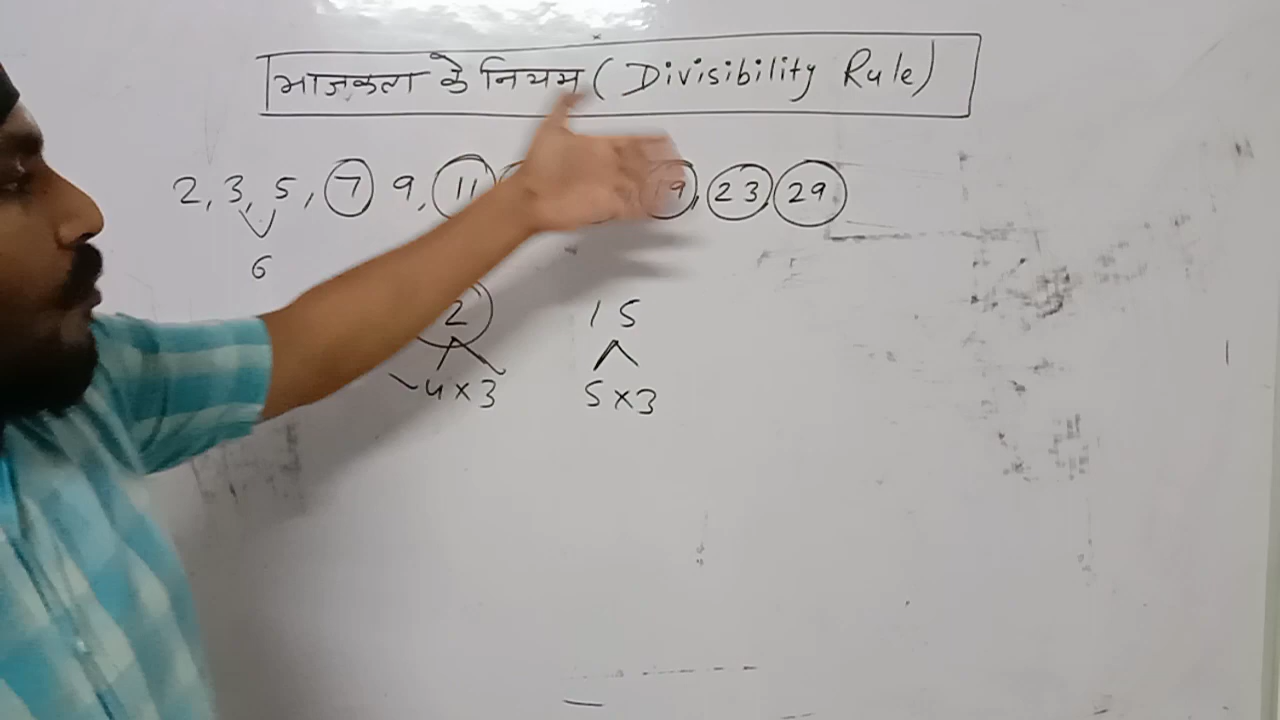 भाजकता के नियम ( Divisibility Rule )
2, 3, 5, 7 9, 11 19, 23 29
6
2 15
4 x 3 5 x 3